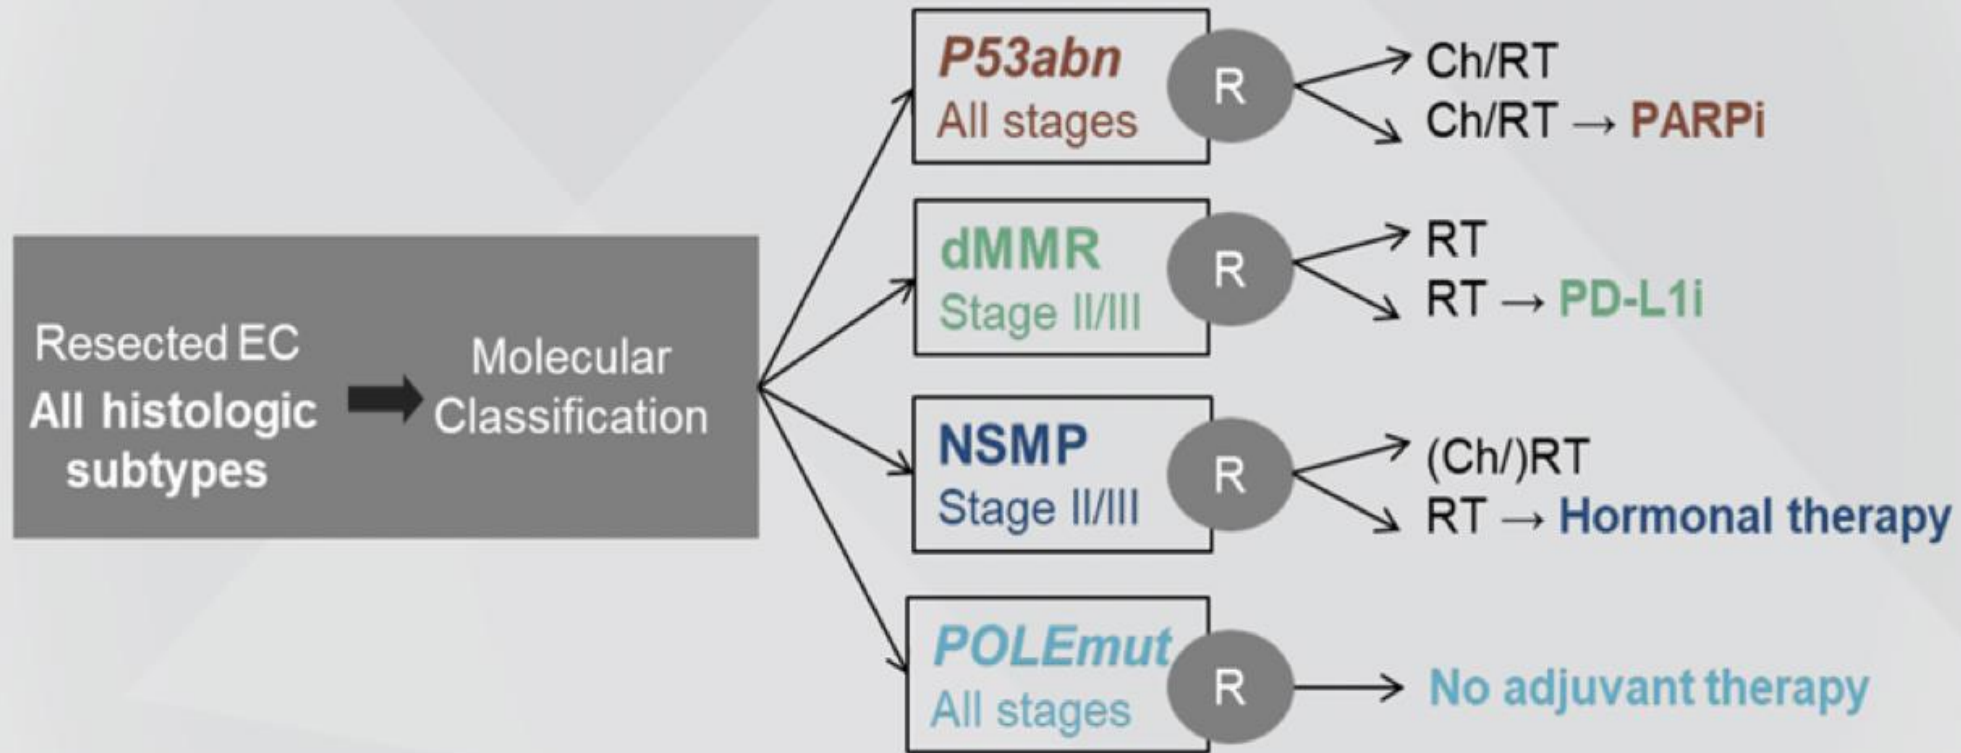 Resected EC
All histologic
subtypes
Molecular
Classification
P53abn
All stages
R
Ch/RT
Ch/RT → PARPi
dMMR
Stage II/III
R
RT
RT → PD-L1i
NSMP
Stage II/III
R
(Ch/)RT
RT → Hormonal therapy
POLEmut
All stages
R
No adjuvant therapy